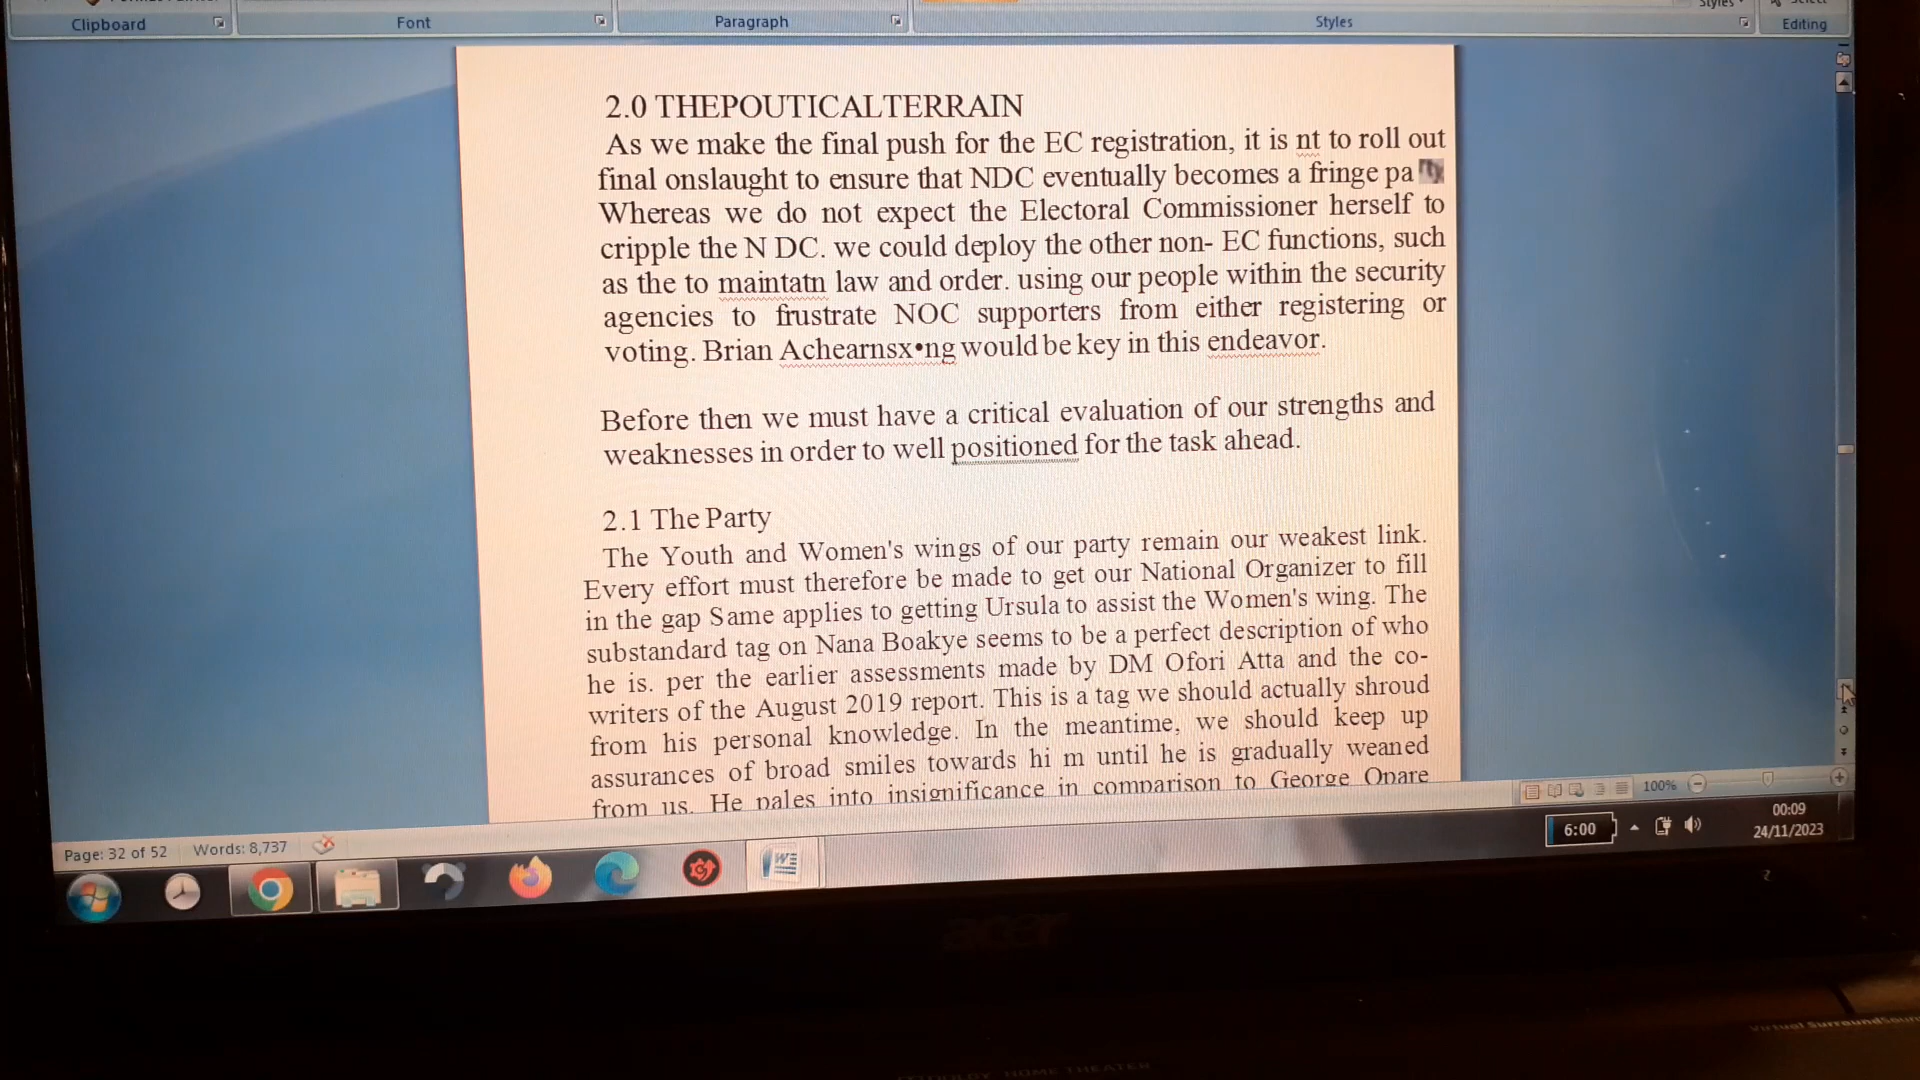 Clipboard
Font
Paragraph
Styles
Styles
Editing
2.0 THEPOUTICALTERRAIN
As we make the final push for the EC registration, it is nt to roll out
final onslaught to ensure that NDC eventually becomes a fringe pa rty
Whereas we do not expect the Electoral Commissioner herself to
cripple the N DC. we could deploy the other non- EC functions, such
as the to maintatn law and order. using our people within the security
agencies to frustrate NOC supporters from either registering or
voting. Brian Achearnsx•ng would be key in this endeavor.
Before then we must have a critical evaluation of our strengths and
weaknesses in order to well positioned for the task ahead.
2.1 The Party
The Youth and Women's wings of our party remain our weakest link.
Every effort must therefore be made to get our National Organizer to fill
in the gap Same applies to getting Ursula to assist the Women's wing. The
substandard tag on Nana Boakye seems to be a perfect description of who
he is. per the earlier assessments made by DM Ofori Atta and the co-
writers of the August 2019 report. This is a tag we should actually shroud
from his personal knowledge. In the meantime, we should keep up
assurances of broad smiles towards hi m until he is gradually weaned
from us. He pales into insignificance in comparison to George Opare
Page: 32 of 52
Words: 8,737
100%
6:00
00:09
24/11/2023
acer